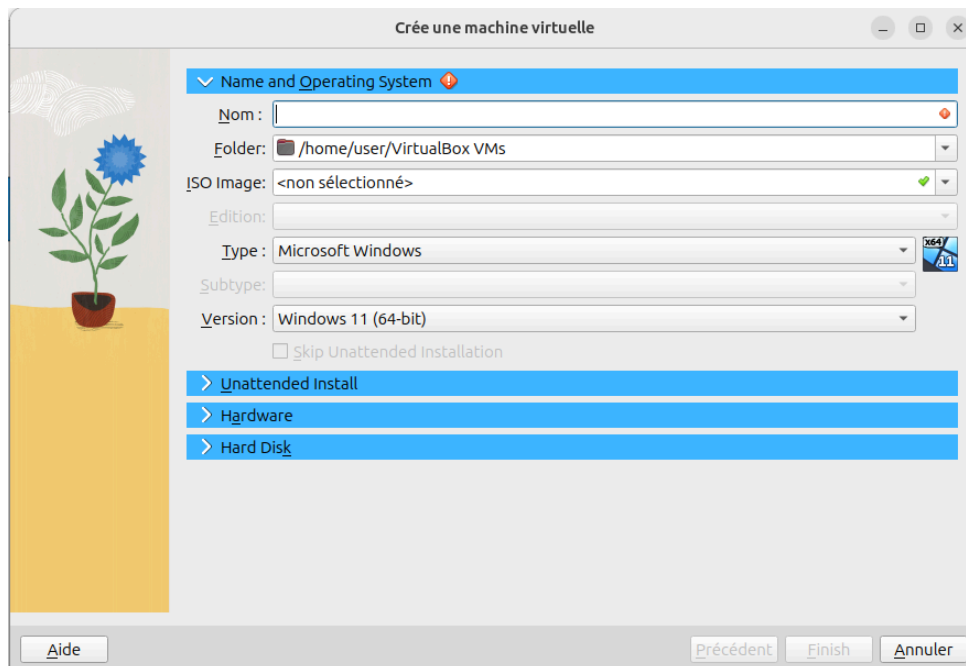 Crée une machine virtuelle
Name and Operating System
Nom :
Folder: /home/user/VirtualBox VMs
ISO Image: <non sélectionné>
Edition:
Type : Microsoft Windows
x64
11
Subtype:
Version : Windows 11 (64-bit)
Skip Unattended Installation
Unattended Install
Hardware
Hard Disk
Aide Précédent Finish Annuler